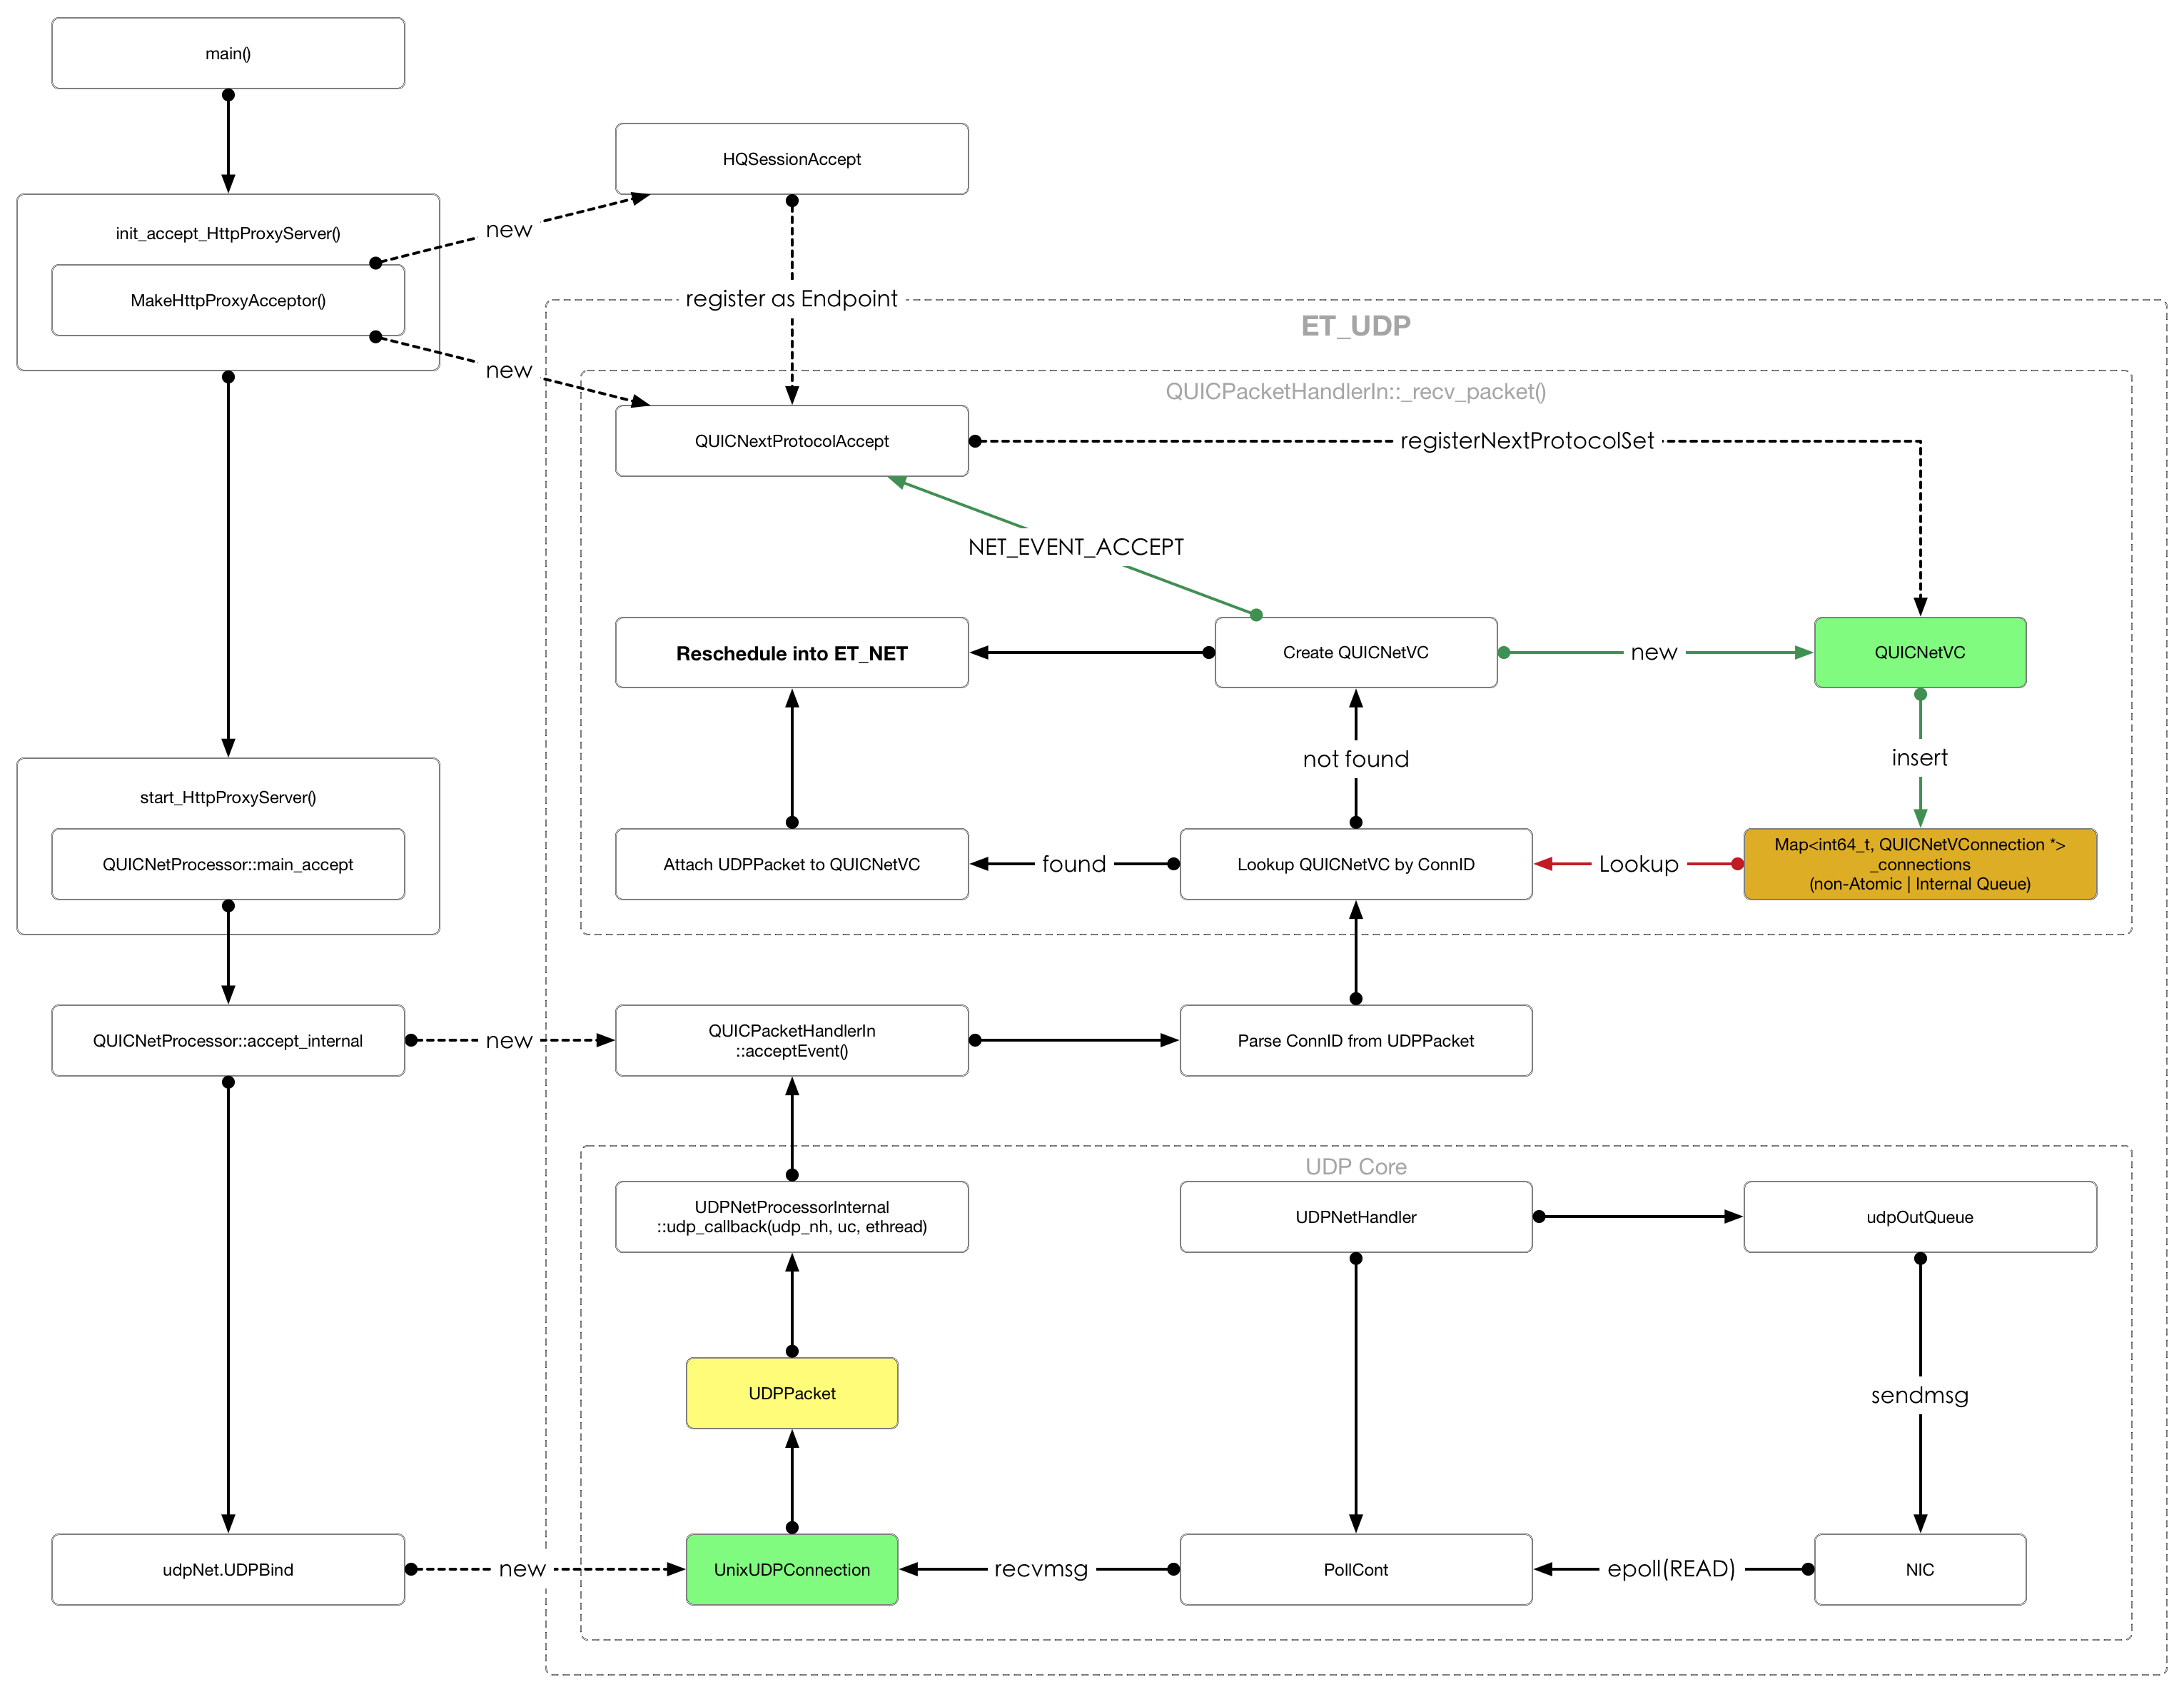 main()
HQSessionAccept
new
init_accept_HttpProxyServer()
MakeHttpProxyAcceptor()
register as Endpoint
ET_UDP
new
QUICPacketHandlerIn::_recv_packet()
QUICNextProtocolAccept
registerNextProtocolSet
NET_EVENT_ACCEPT
Reschedule into ET_NET
Create QUICNetVC
new
QUICNetVC
not found
insert
start_HttpProxyServer()
QUICNetProcessor::main_accept
Attach UDPPacket to QUICNetVC
found
Lookup QUICNetVC by ConnID
Lookup
Map<int64_t, QUICNetVConnection *>
_connections
(non-Atomic | Internal Queue)
QUICNetProcessor::accept_internal
new
QUICPacketHandlerIn
::acceptEvent()
Parse ConnID from UDPPacket
UDP Core
UDPNetProcessorInternal
::udp_callback(udp_nh, uc, ethread)
UDPNetHandler
udpOutQueue
UDPPacket
sendmsg
udpNet.UDPBind
new
UnixUDPConnection
recvmsg
PollCont
epoll(READ)
NIC